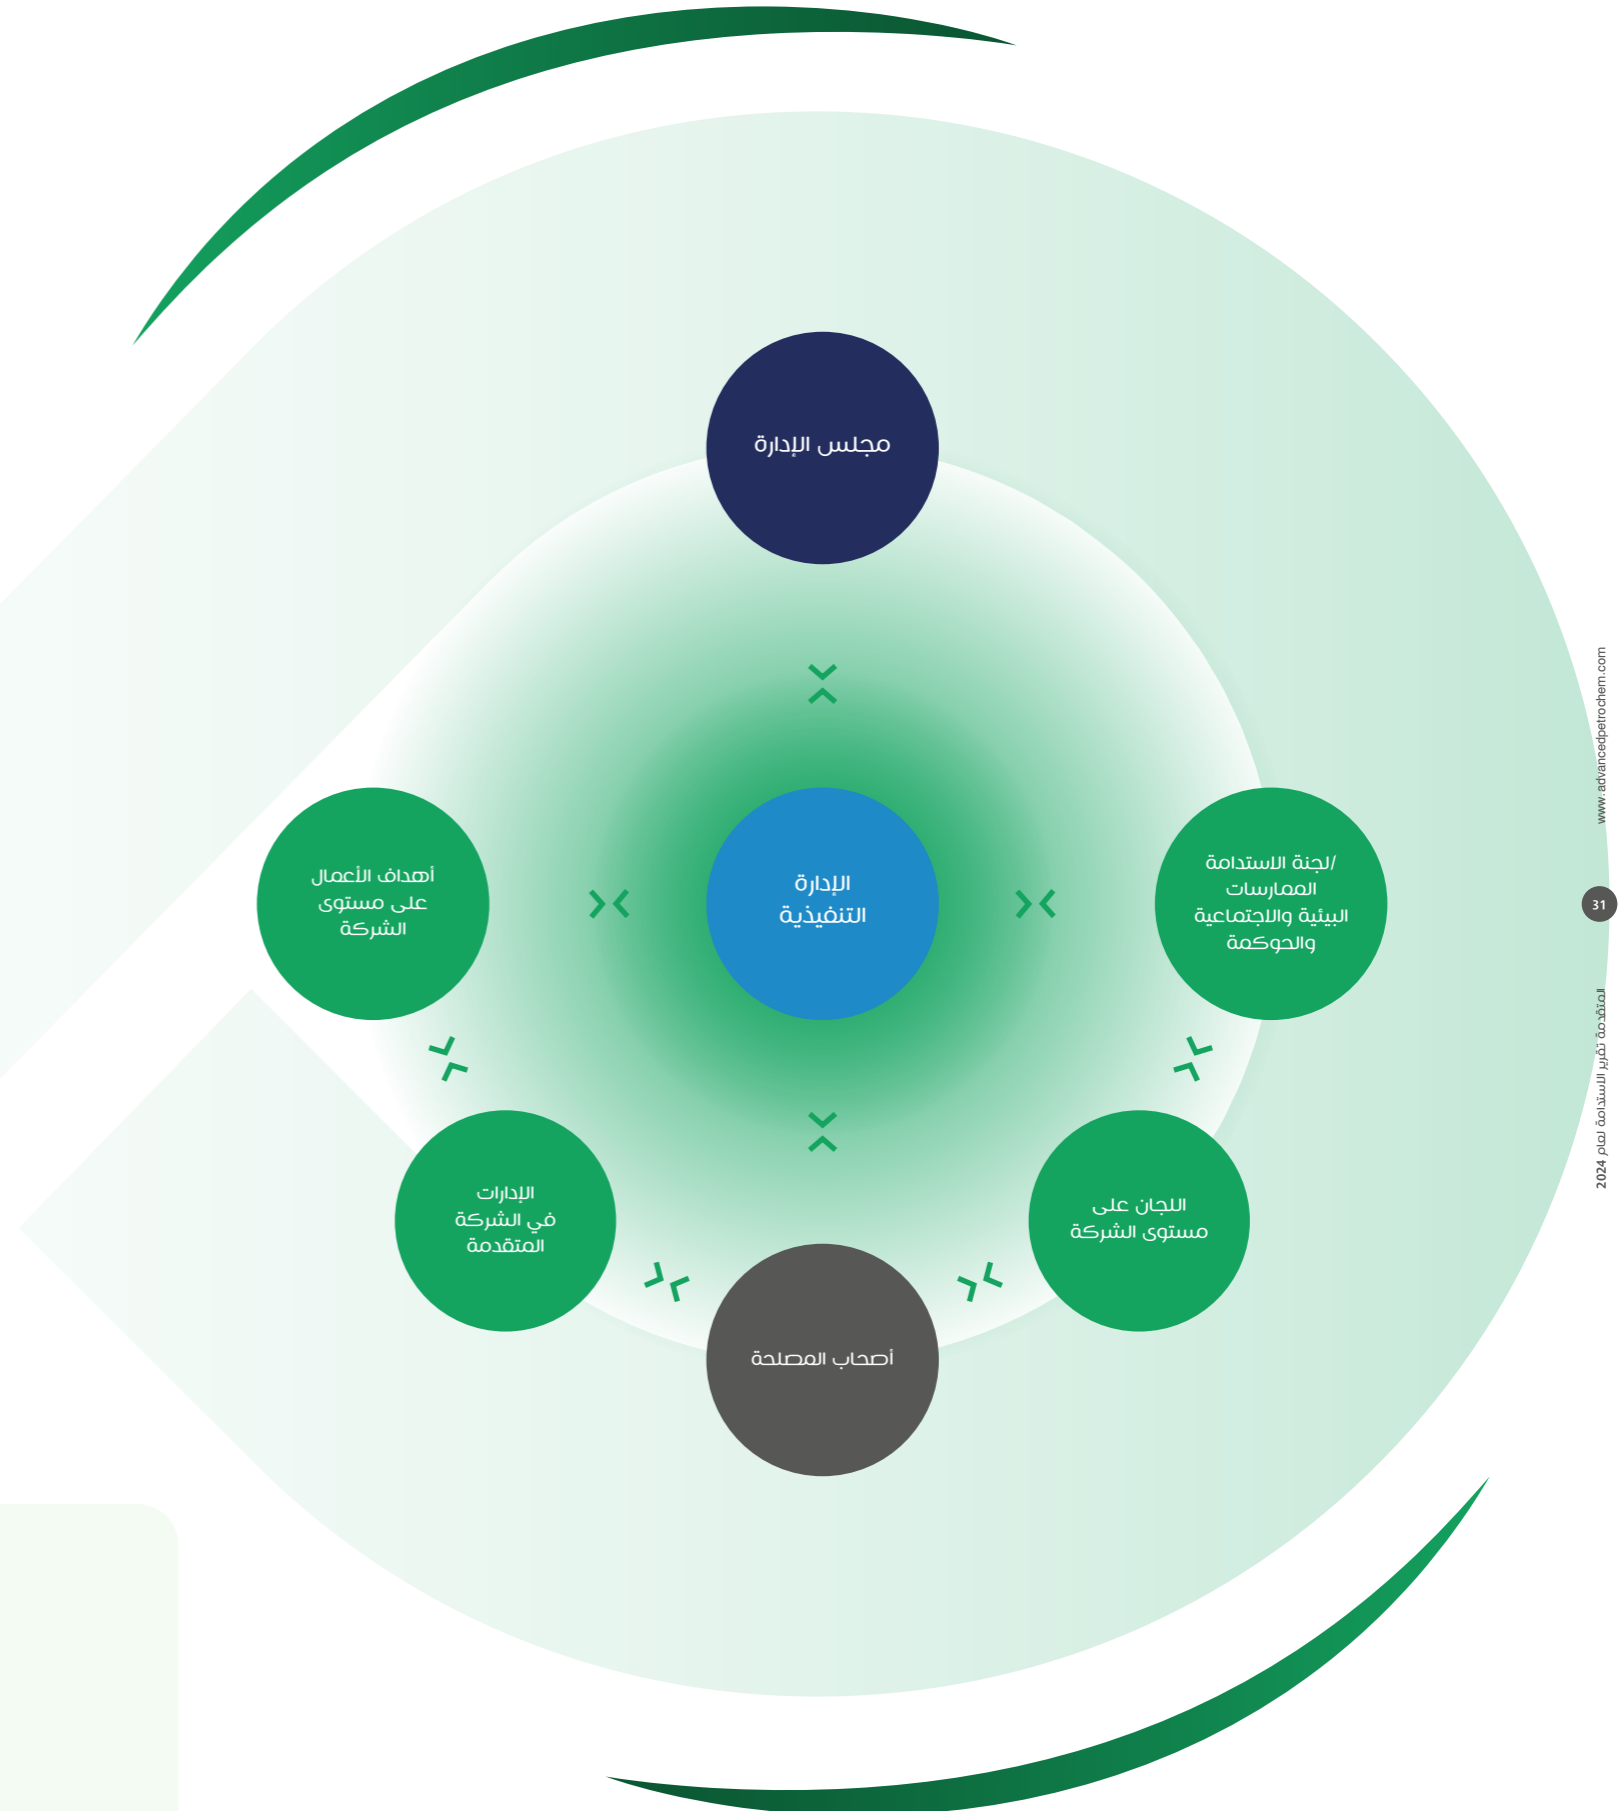 مجلس الإدارة
لجنة الاستدامة/
الممارسات
البيئية والاجتماعية
والحوكمة
الإدارة
التنفيذية
أهداف الأعمال
على مستوى
الشركة
اللجان على
مستوى الشركة
الإدارات
في الشركة
المتقدمة
أصحاب المصلحة
www.advancedpetrochem.com
31
المتقدمة تقرير الاستدامة لعام 2024